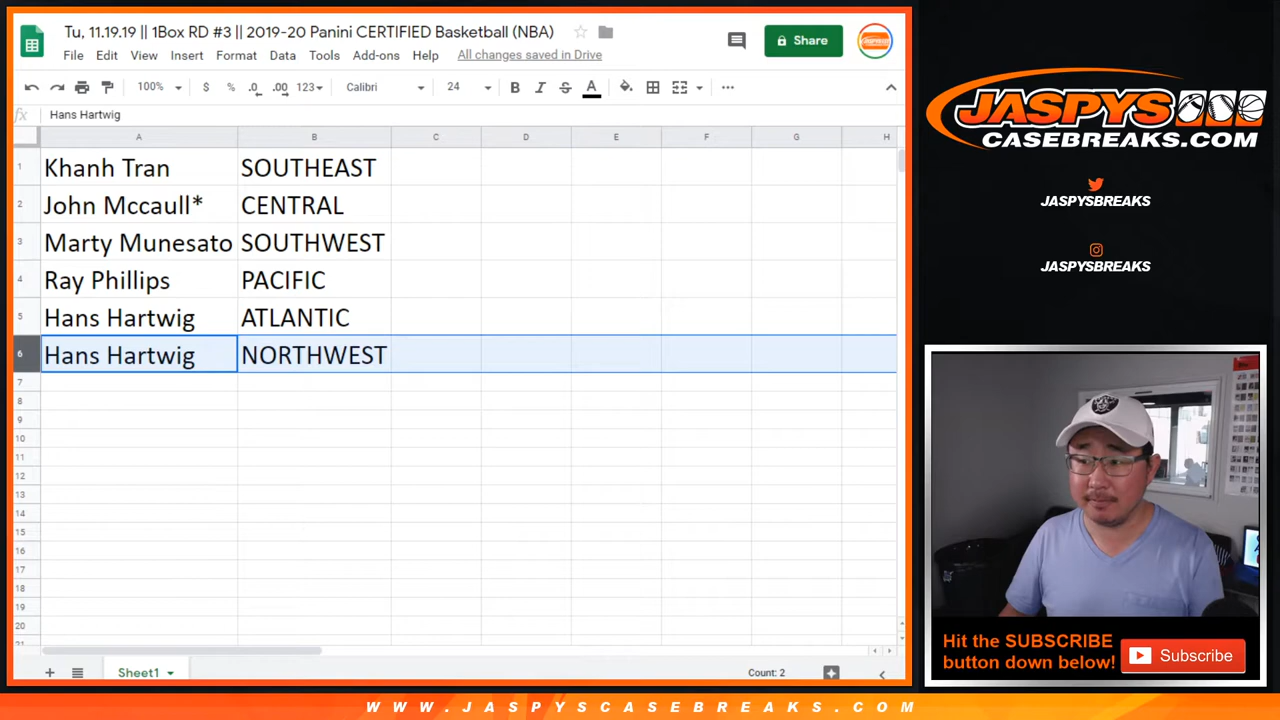 Tu, 11.19.19 || 1Box RD #3 || 2019-20 Panini CERTIFIED Basketball (NBA)
File Edit View Insert Format Data Tools Add-ons Help All changes saved in Drive
Share
100% $ % .0 .00 123 Calibri 24 B I S A
fx Hans Hartwig
A B C D E F G H
1 Khanh Tran SOUTHEAST
2 John Mccaull* CENTRAL
3 Marty Munesato SOUTHWEST
4 Ray Phillips PACIFIC
5 Hans Hartwig ATLANTIC
6 Hans Hartwig NORTHWEST
7
8
9
10
11
12
13
14
15
16
17
18
19
20
21
Sheet1 Count: 2
JASPYS
CASEBREAKS.COM
JASPYSBREAKS
JASPYSBREAKS
Hit the SUBSCRIBE
button down below!
Subscribe
WWW.JASPYSCASEBREAKS.COM